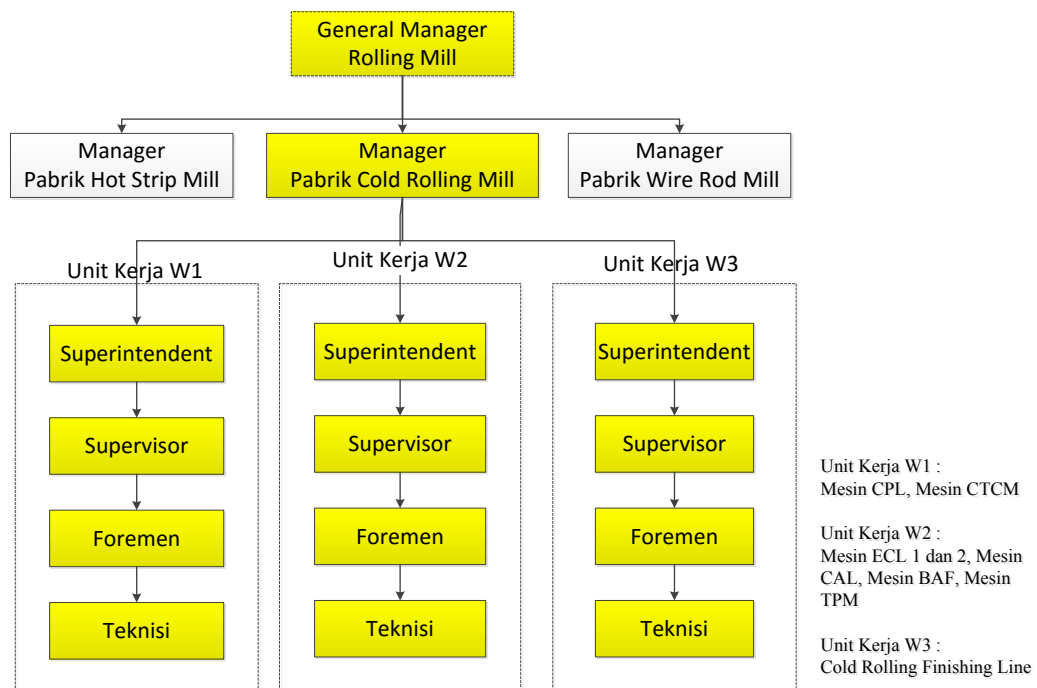 General Manager
Rolling Mill
Manager
Pabrik Hot Strip Mill
Manager
Pabrik Cold Rolling Mill
Manager
Pabrik Wire Rod Mill
Unit Kerja W1
Unit Kerja W2
Unit Kerja W3
Superintendent
Supervisor
Foremen
Teknisi
Superintendent
Supervisor
Foremen
Teknisi
Superintendent
Supervisor
Foremen
Teknisi
Unit Kerja W1 :
Mesin CPL, Mesin CTCM
Unit Kerja W2 :
Mesin ECL 1 dan 2, Mesin
CAL, Mesin BAF, Mesin
TPM
Unit Kerja W3 :
Cold Rolling Finishing Line